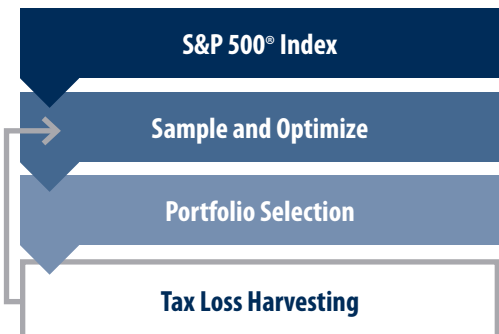 S&P 500® Index
Sample and Optimize
Portfolio Selection
Tax Loss Harvesting